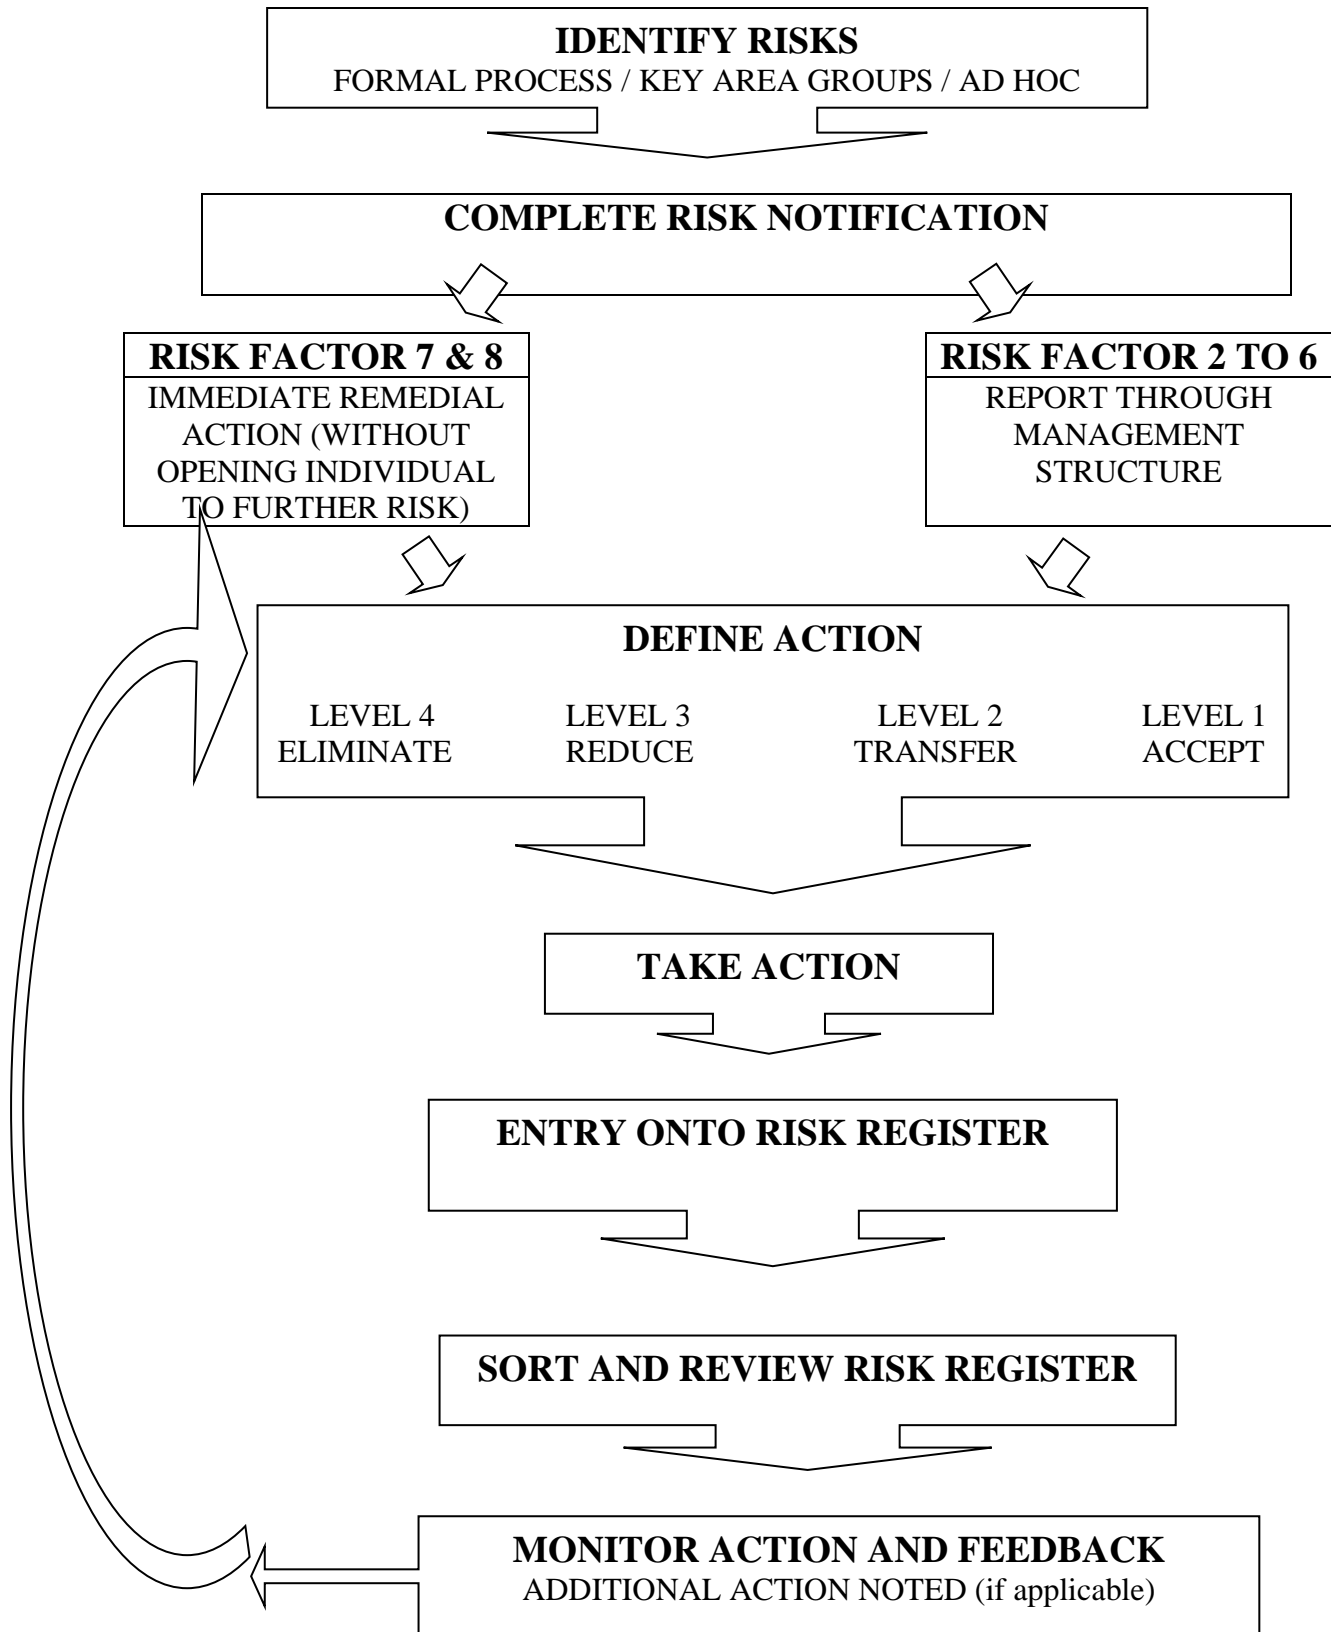 IDENTIFY RISKS
FORMAL PROCESS / KEY AREA GROUPS / AD HOC
COMPLETE RISK NOTIFICATION
RISK FACTOR 7 & 8
IMMEDIATE REMEDIAL
ACTION (WITHOUT
OPENING INDIVIDUAL
TO FURTHER RISK)
RISK FACTOR 2 TO 6
REPORT THROUGH
MANAGEMENT
STRUCTURE
DEFINE ACTION
LEVEL 4
ELIMINATE
LEVEL 3
REDUCE
LEVEL 2
TRANSFER
LEVEL 1
ACCEPT
TAKE ACTION
ENTRY ONTO RISK REGISTER
SORT AND REVIEW RISK REGISTER
MONITOR ACTION AND FEEDBACK
ADDITIONAL ACTION NOTED (if applicable)